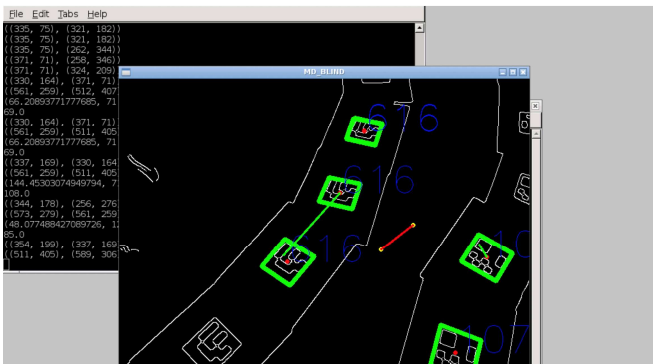 File Edit Tabs Help
((335, 75), (321, 182))
((335, 75), (321, 182))
((335, 75), (262, 344))
((371, 71), (258, 346))
((371, 71), (324, 209))
((330, 164), (371, 71)
((561, 259), (512, 407
(66.20893771777685, 71
69.0
((330, 164), (371, 71)
((561, 259), (511, 405
(66.20893771777685, 71
69.0
((337, 169), (330, 164
((561, 259), (511, 405
(144.45303074949794, 7
108.0
((344, 178), (256, 276
((573, 279), (561, 259
(48.077488427089726, 1
85.0
((354, 199), (337, 169
((511, 405), (589, 306
MD_BLIND
616
616
16
10
107